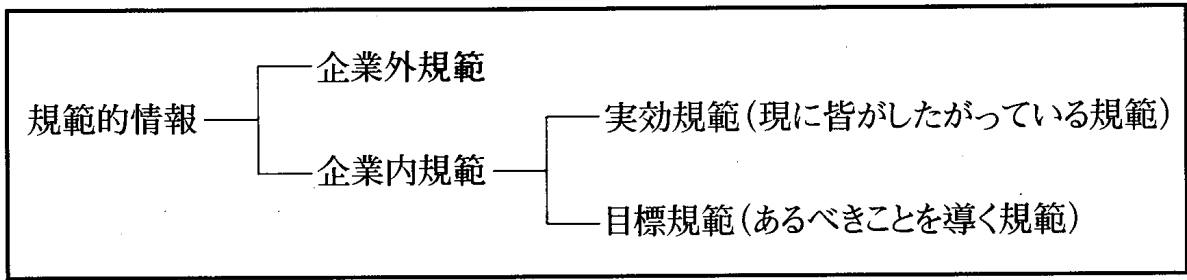 企業外規範
規範的情報
実効規範(現に皆がしたがっている規範)
企業内規範
目標規範(あるべきことを導く規範)